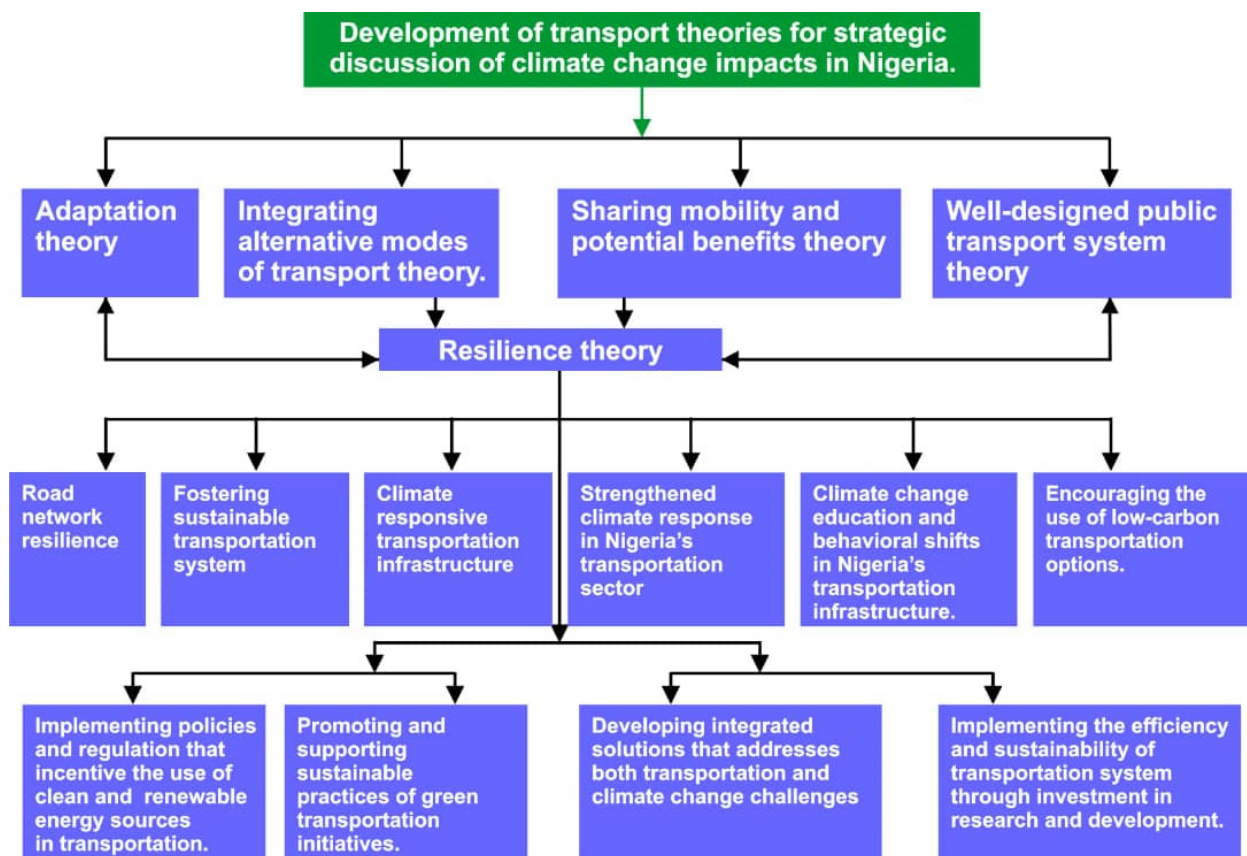 Development of transport theories for strategic
discussion of climate change impacts in Nigeria.
Adaptation
theory
Integrating
alternative modes
of transport theory.
Sharing mobility and
potential benefits theory
Well-designed public
transport system
theory
Resilience theory
Road
network
resilience
Fostering
sustainable
transportation
system
Climate
responsive
transportation
infrastructure
Strengthened
climate response
in Nigeria’s
transportation
sector
Climate change
education and
behavioral shifts
in Nigeria’s
transportation
infrastructure.
Encouraging the
use of low-carbon
transportation
options.
Implementing policies
and regulation that
incentive the use of
clean and renewable
energy sources
in transportation.
Promoting and
supporting
sustainable
practices of green
transportation
initiatives.
Developing integrated
solutions that addresses
both transportation and
climate change challenges
Implementing the efficiency
and sustainability of
transportation system
through investment in
research and development.